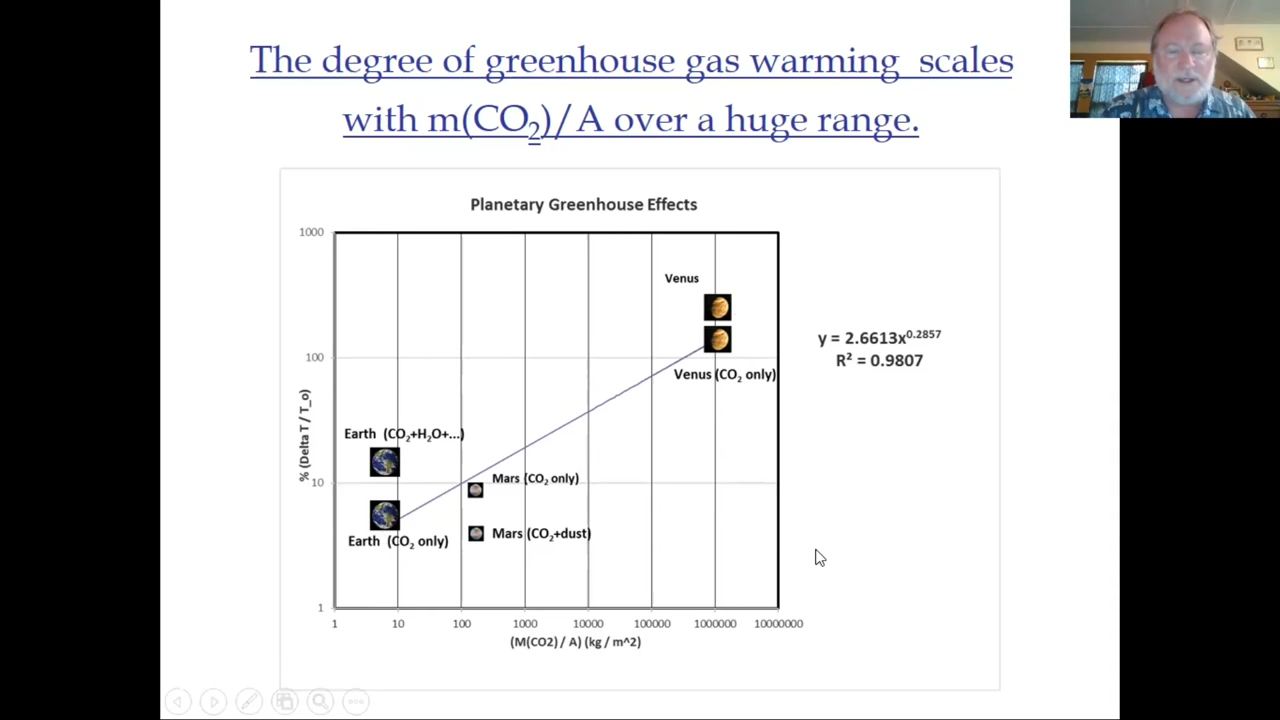 The degree of greenhouse gas warming scales
with m(CO₂)/A over a huge range.
Planetary Greenhouse Effects
1000
100
10
1
% (Delta T / T_o)
Venus
Venus (CO₂ only)
Earth (CO₂+H₂O+...)
Mars (CO₂ only)
Mars (CO₂+dust)
Earth (CO₂ only)
1 10 100 1000 10000 100000 1000000 10000000
(M(CO2) / A) (kg / m^2)
y = 2.6613x^0.2857
R² = 0.9807